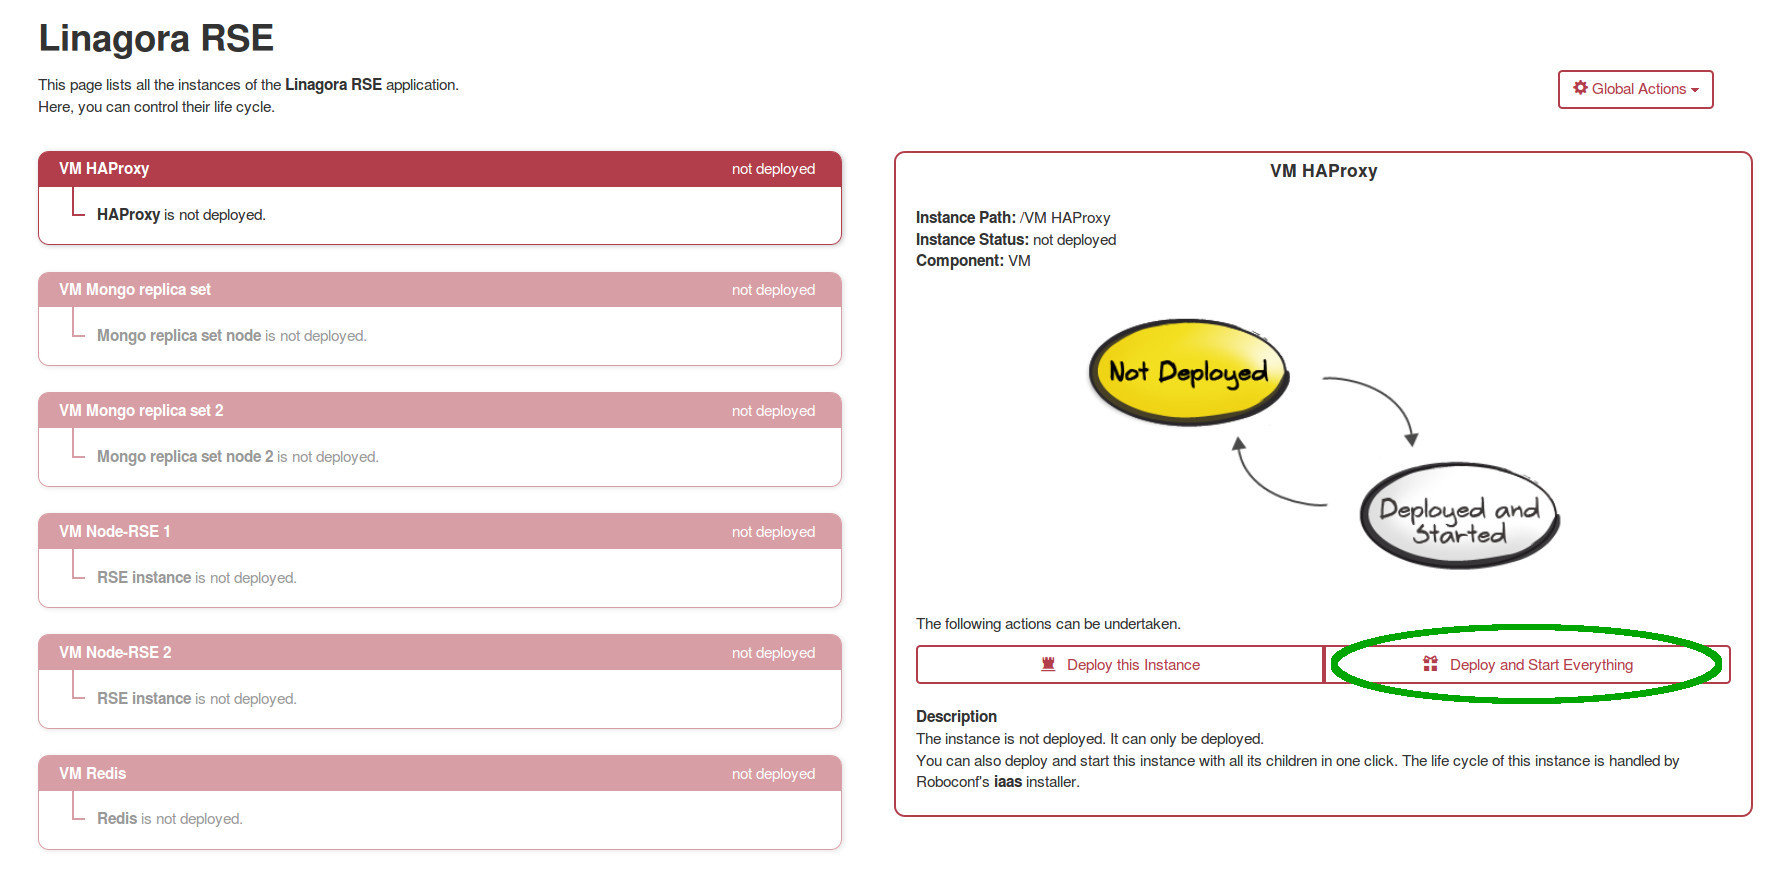 Linagora RSE
This page lists all the instances of the Linagora RSE application.
Here, you can control their life cycle.
Global Actions
VM HAProxy not deployed
HAProxy is not deployed.
VM Mongo replica set not deployed
Mongo replica set node is not deployed.
VM Mongo replica set 2 not deployed
Mongo replica set node 2 is not deployed.
VM Node-RSE 1 not deployed
RSE instance is not deployed.
VM Node-RSE 2 not deployed
RSE instance is not deployed.
VM Redis not deployed
Redis is not deployed.
VM HAProxy
Instance Path: /VM HAProxy
Instance Status: not deployed
Component: VM
Not Deployed
Deployed and
Started
The following actions can be undertaken.
Deploy this Instance Deploy and Start Everything
Description
The instance is not deployed. It can only be deployed.
You can also deploy and start this instance with all its children in one click. The life cycle of this instance is handled by
Roboconf's iaas installer.